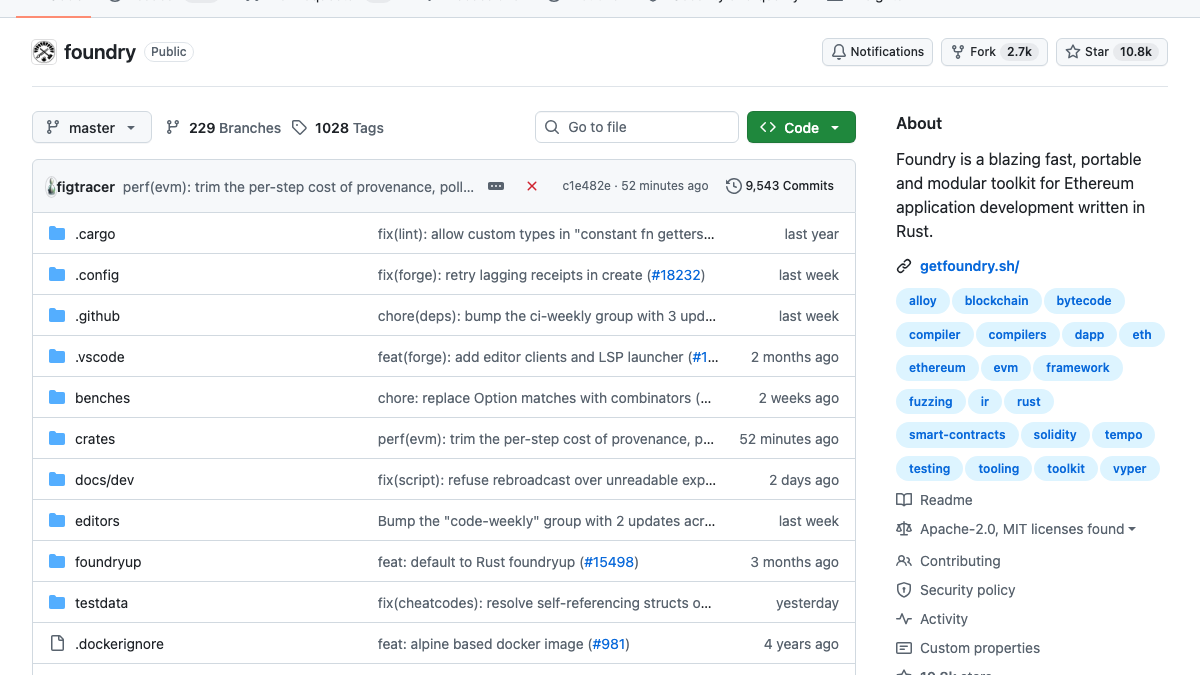 foundry Public
Notifications Fork 2.7k Star 10.8k
master 229 Branches 1028 Tags Go to file Code
figtracer perf(evm): trim the per-step cost of provenance, poll... c1e482e · 52 minutes ago 9,543 Commits
.cargo fix(lint): allow custom types in "constant fn getters... last year
.config fix(forge): retry lagging receipts in create (#18232) last week
.github chore(deps): bump the ci-weekly group with 3 upd... last week
.vscode feat(forge): add editor clients and LSP launcher (#1... 2 months ago
benches chore: replace Option matches with combinators (... 2 weeks ago
crates perf(evm): trim the per-step cost of provenance, p... 52 minutes ago
docs/dev fix(script): refuse rebroadcast over unreadable exp... 2 days ago
editors Bump the "code-weekly" group with 2 updates acr... last week
foundryup feat: default to Rust foundryup (#15498) 3 months ago
testdata fix(cheatcodes): resolve self-referencing structs o... yesterday
.dockerignore feat: alpine based docker image (#981) 4 years ago
About
Foundry is a blazing fast, portable
and modular toolkit for Ethereum
application development written in
Rust.
getfoundry.sh/
alloy blockchain bytecode
compiler compilers dapp eth
ethereum evm framework
fuzzing ir rust
smart-contracts solidity tempo
testing tooling toolkit vyper
Readme
Apache-2.0, MIT licenses found
Contributing
Security policy
Activity
Custom properties